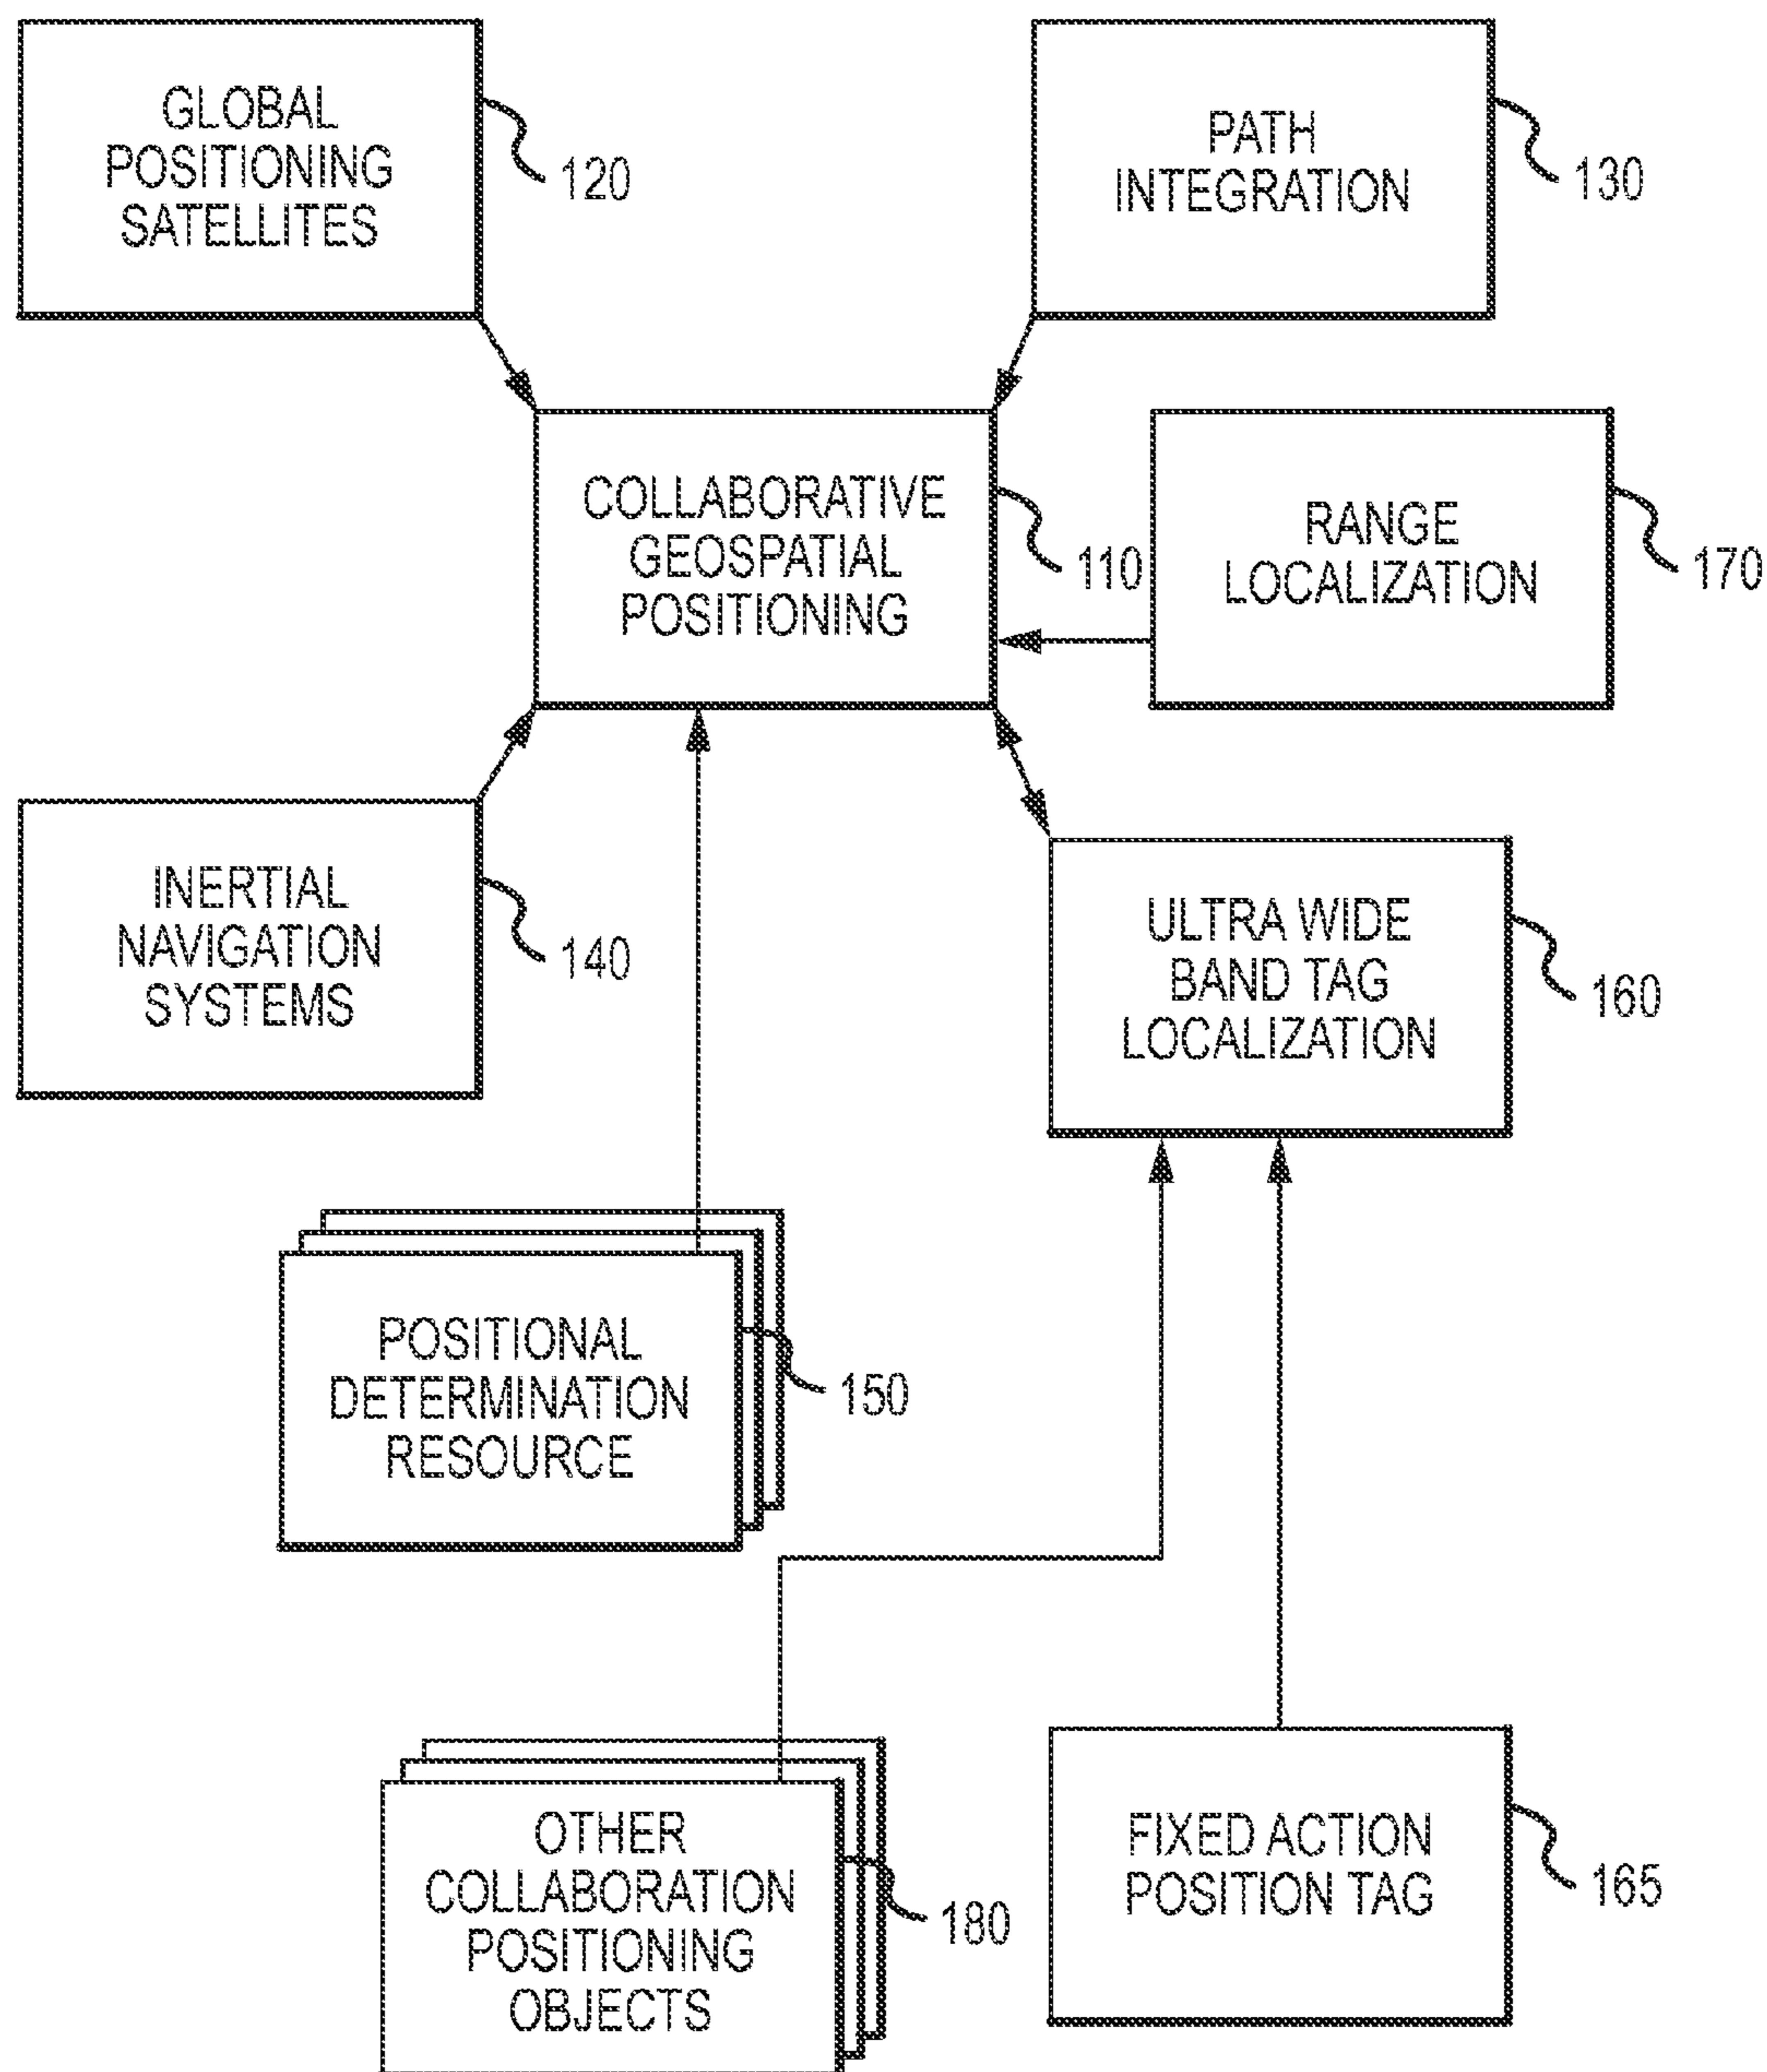 GLOBAL
POSITIONING
SATELLITES
120
PATH
INTEGRATION
130
COLLABORATIVE
GEOSPATIAL
POSITIONING
110
RANGE
LOCALIZATION
170
INERTIAL
NAVIGATION
SYSTEMS
140
ULTRA WIDE
BAND TAG
LOCALIZATION
160
POSITIONAL
DETERMINATION
RESOURCE
150
OTHER
COLLABORATION
POSITIONING
OBJECTS
180
FIXED ACTION
POSITION TAG
165